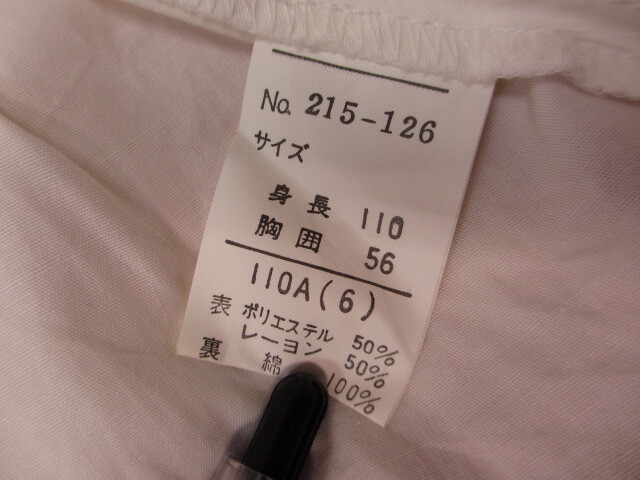 No. 215-126
サイズ
身長 110
胸囲 56
110A(6)
表 ポリエステル 50%
レーヨン 50%
裏 綿 100%